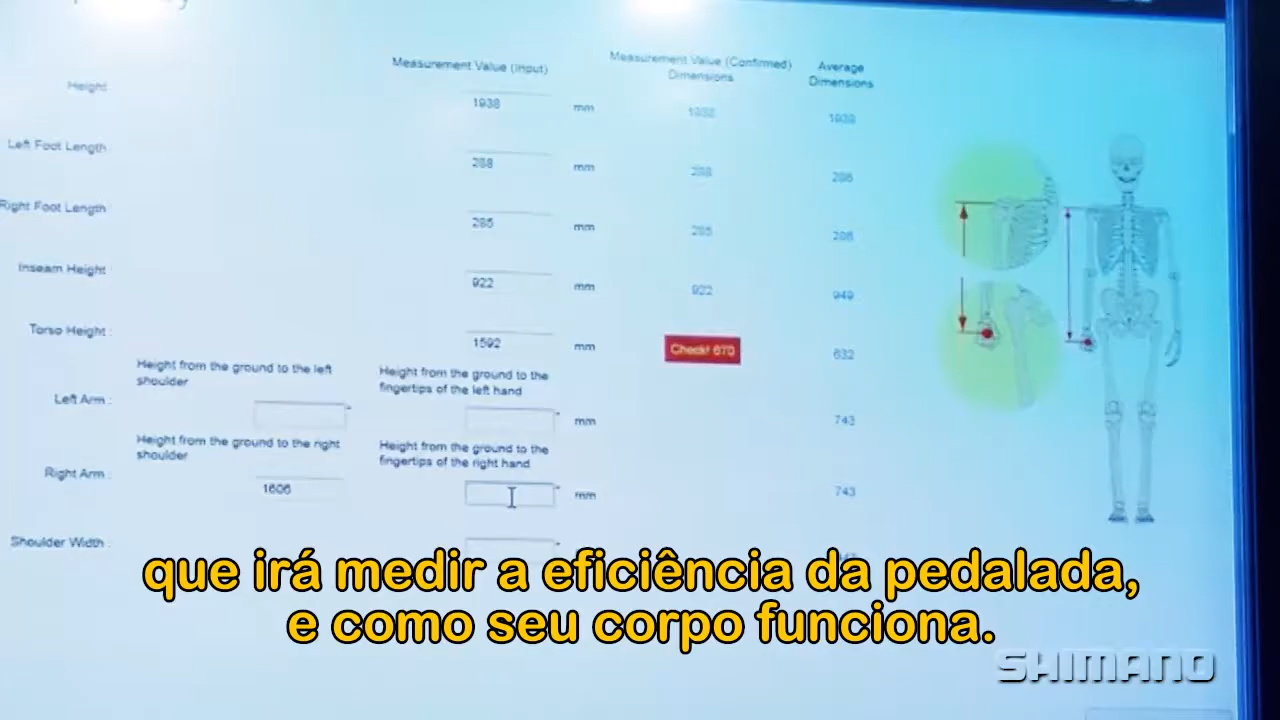 Measurement Value (Input)
Measurement Value (Confirmed)
Dimensions
Average
Dimensions
Height
1938
mm
1938
1938
Left Foot Length
288
mm
288
286
Right Foot Length
285
mm
285
286
Inseam Height
922
mm
922
949
Torso Height :
1592
mm
Check! 670
632
Height from the ground to the left
shoulder
Height from the ground to the
fingertips of the left hand
Left Arm :
mm
743
Height from the ground to the right
shoulder
Height from the ground to the
fingertips of the right hand
Right Arm :
1606
mm
743
Shoulder Width :
que irá medir a eficiência da pedalada,
e como seu corpo funciona.
SHIMANO